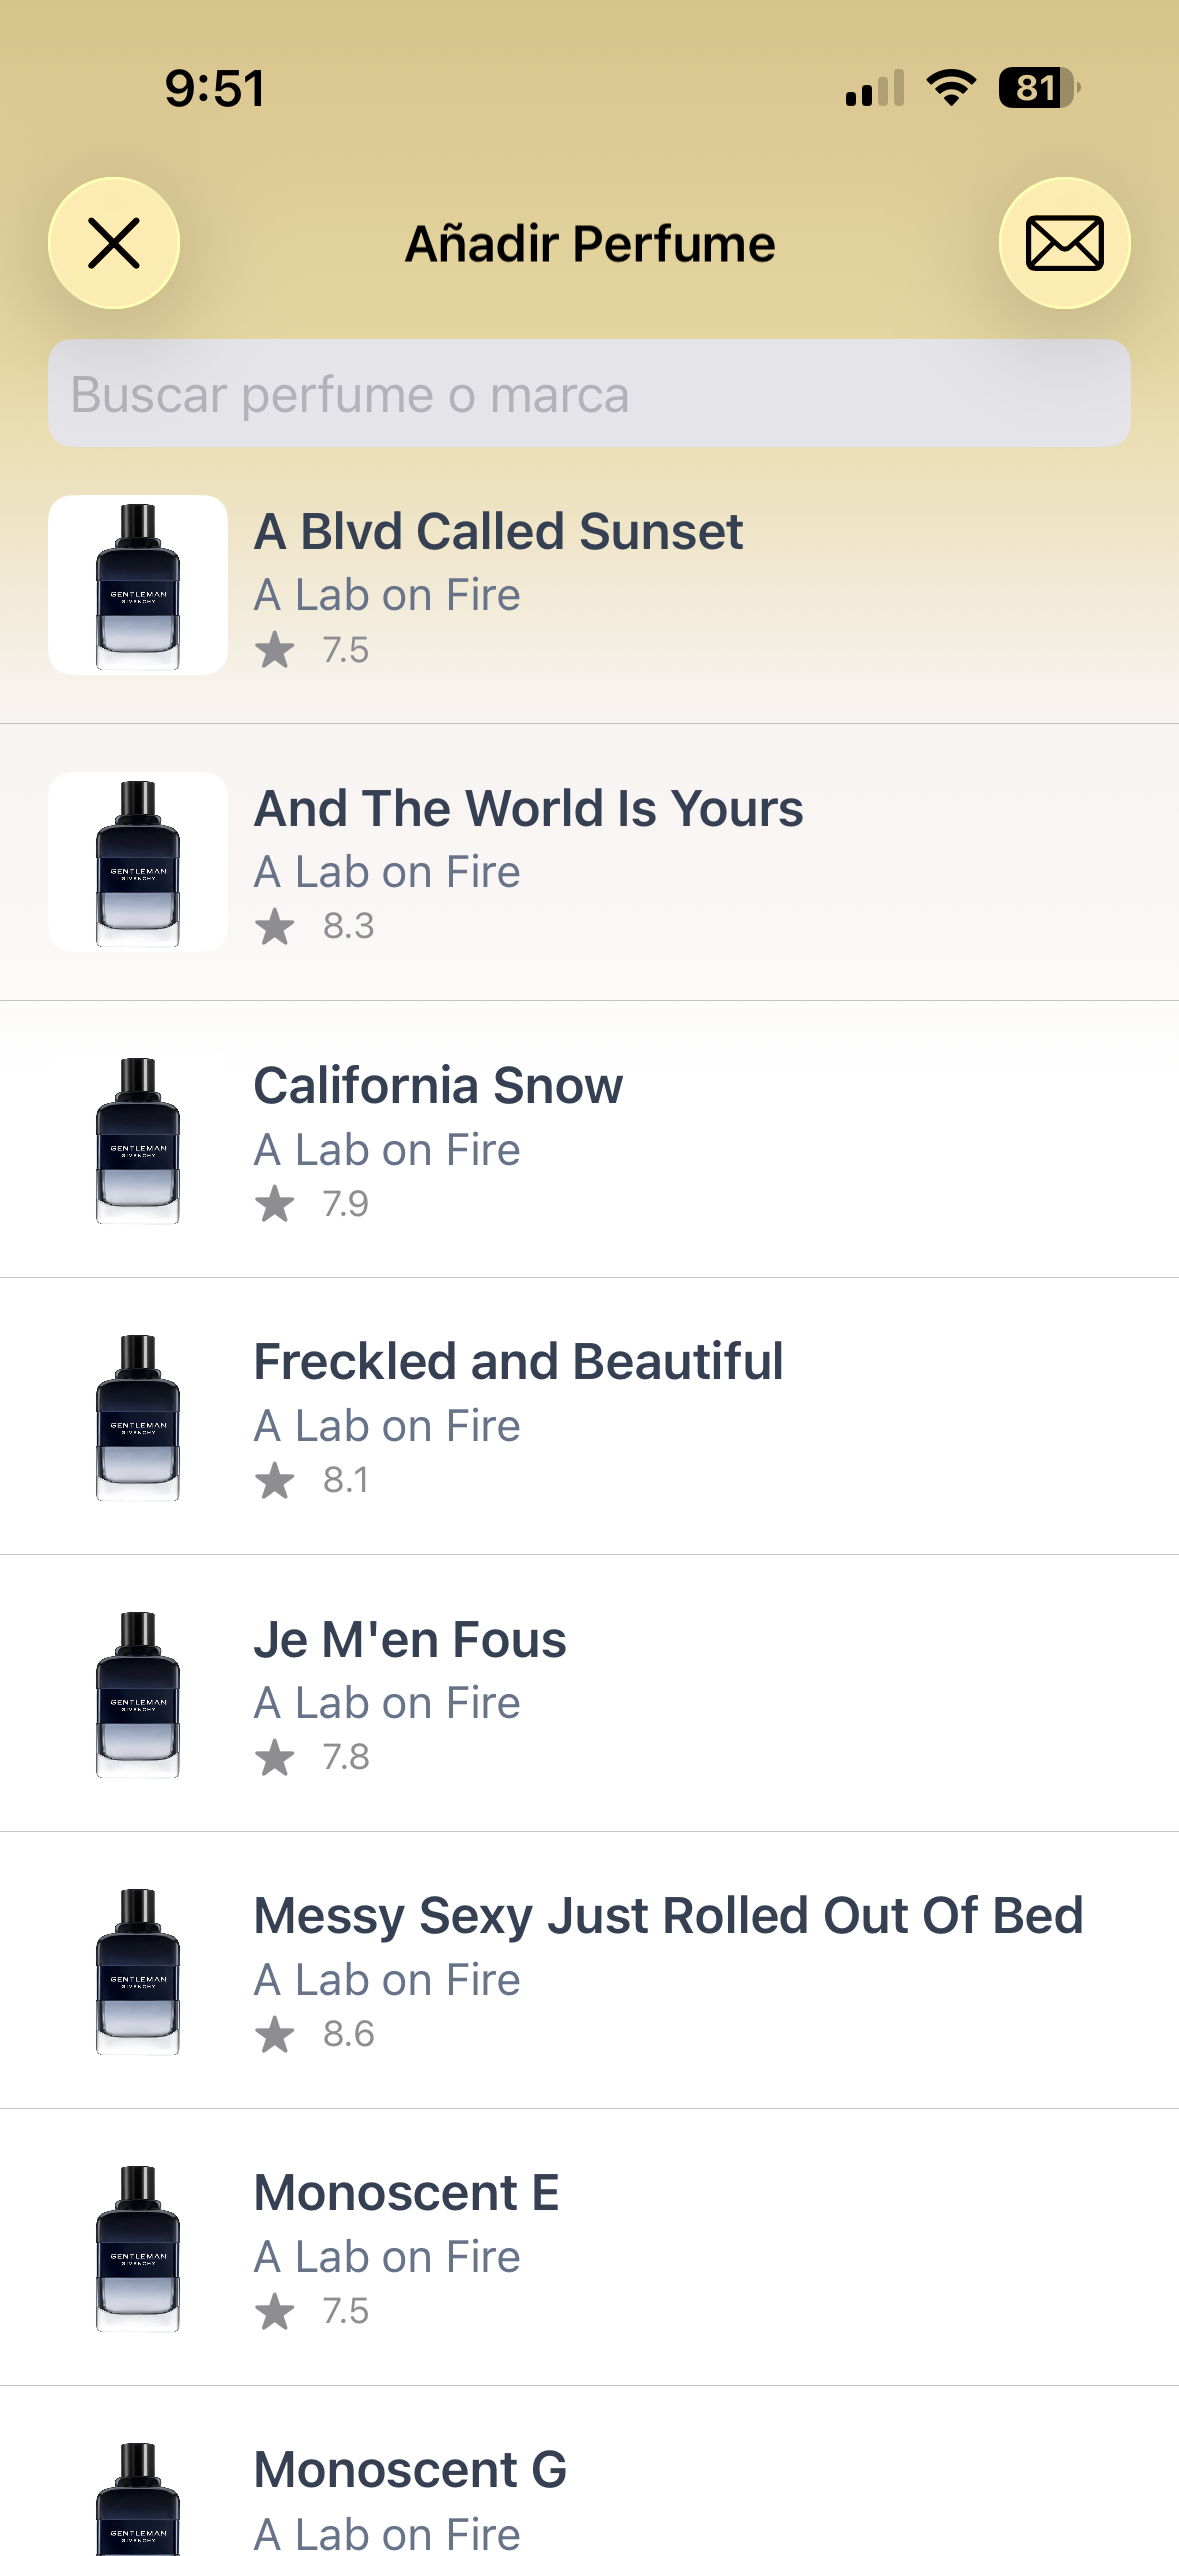 9:51
81
Añadir Perfume
Buscar perfume o marca
GENTLEMAN
GIVENCHY
A Blvd Called Sunset
A Lab on Fire
7.5
GENTLEMAN
GIVENCHY
And The World Is Yours
A Lab on Fire
8.3
GENTLEMAN
GIVENCHY
California Snow
A Lab on Fire
7.9
GENTLEMAN
GIVENCHY
Freckled and Beautiful
A Lab on Fire
8.1
GENTLEMAN
GIVENCHY
Je M'en Fous
A Lab on Fire
7.8
GENTLEMAN
GIVENCHY
Messy Sexy Just Rolled Out Of Bed
A Lab on Fire
8.6
GENTLEMAN
GIVENCHY
Monoscent E
A Lab on Fire
7.5
GENTLEMAN
GIVENCHY
Monoscent G
A Lab on Fire